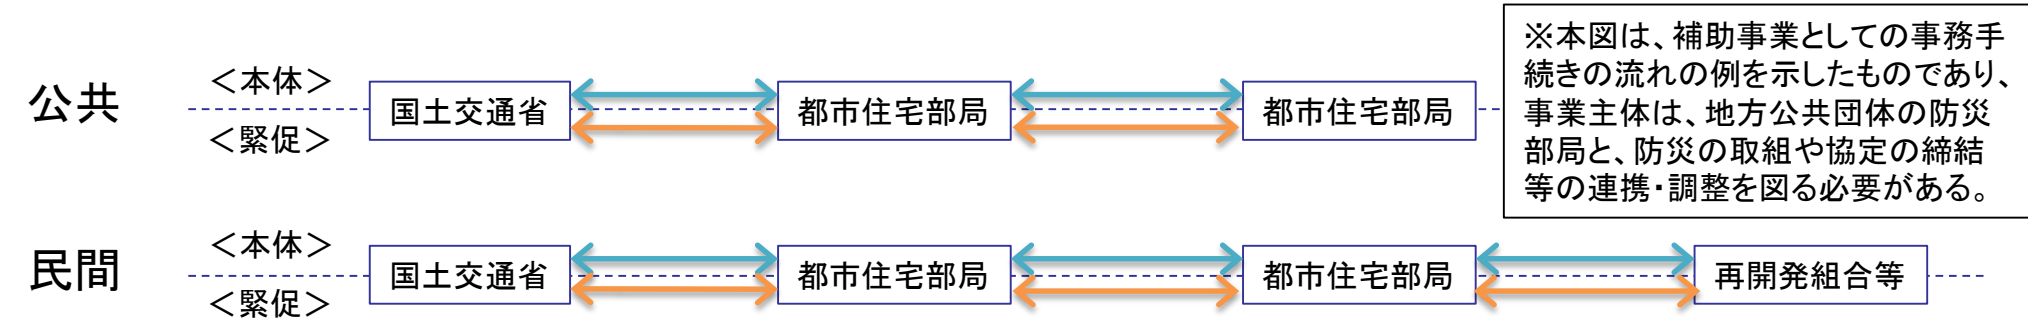 公共
＜本体＞
＜緊促＞
国土交通省
都市住宅部局
都市住宅部局
※本図は、補助事業としての事務手
続きの流れの例を示したものであり、
事業主体は、地方公共団体の防災
部局と、防災の取組や協定の締結
等の連携・調整を図る必要がある。
民間
＜本体＞
＜緊促＞
国土交通省
都市住宅部局
都市住宅部局
再開発組合等